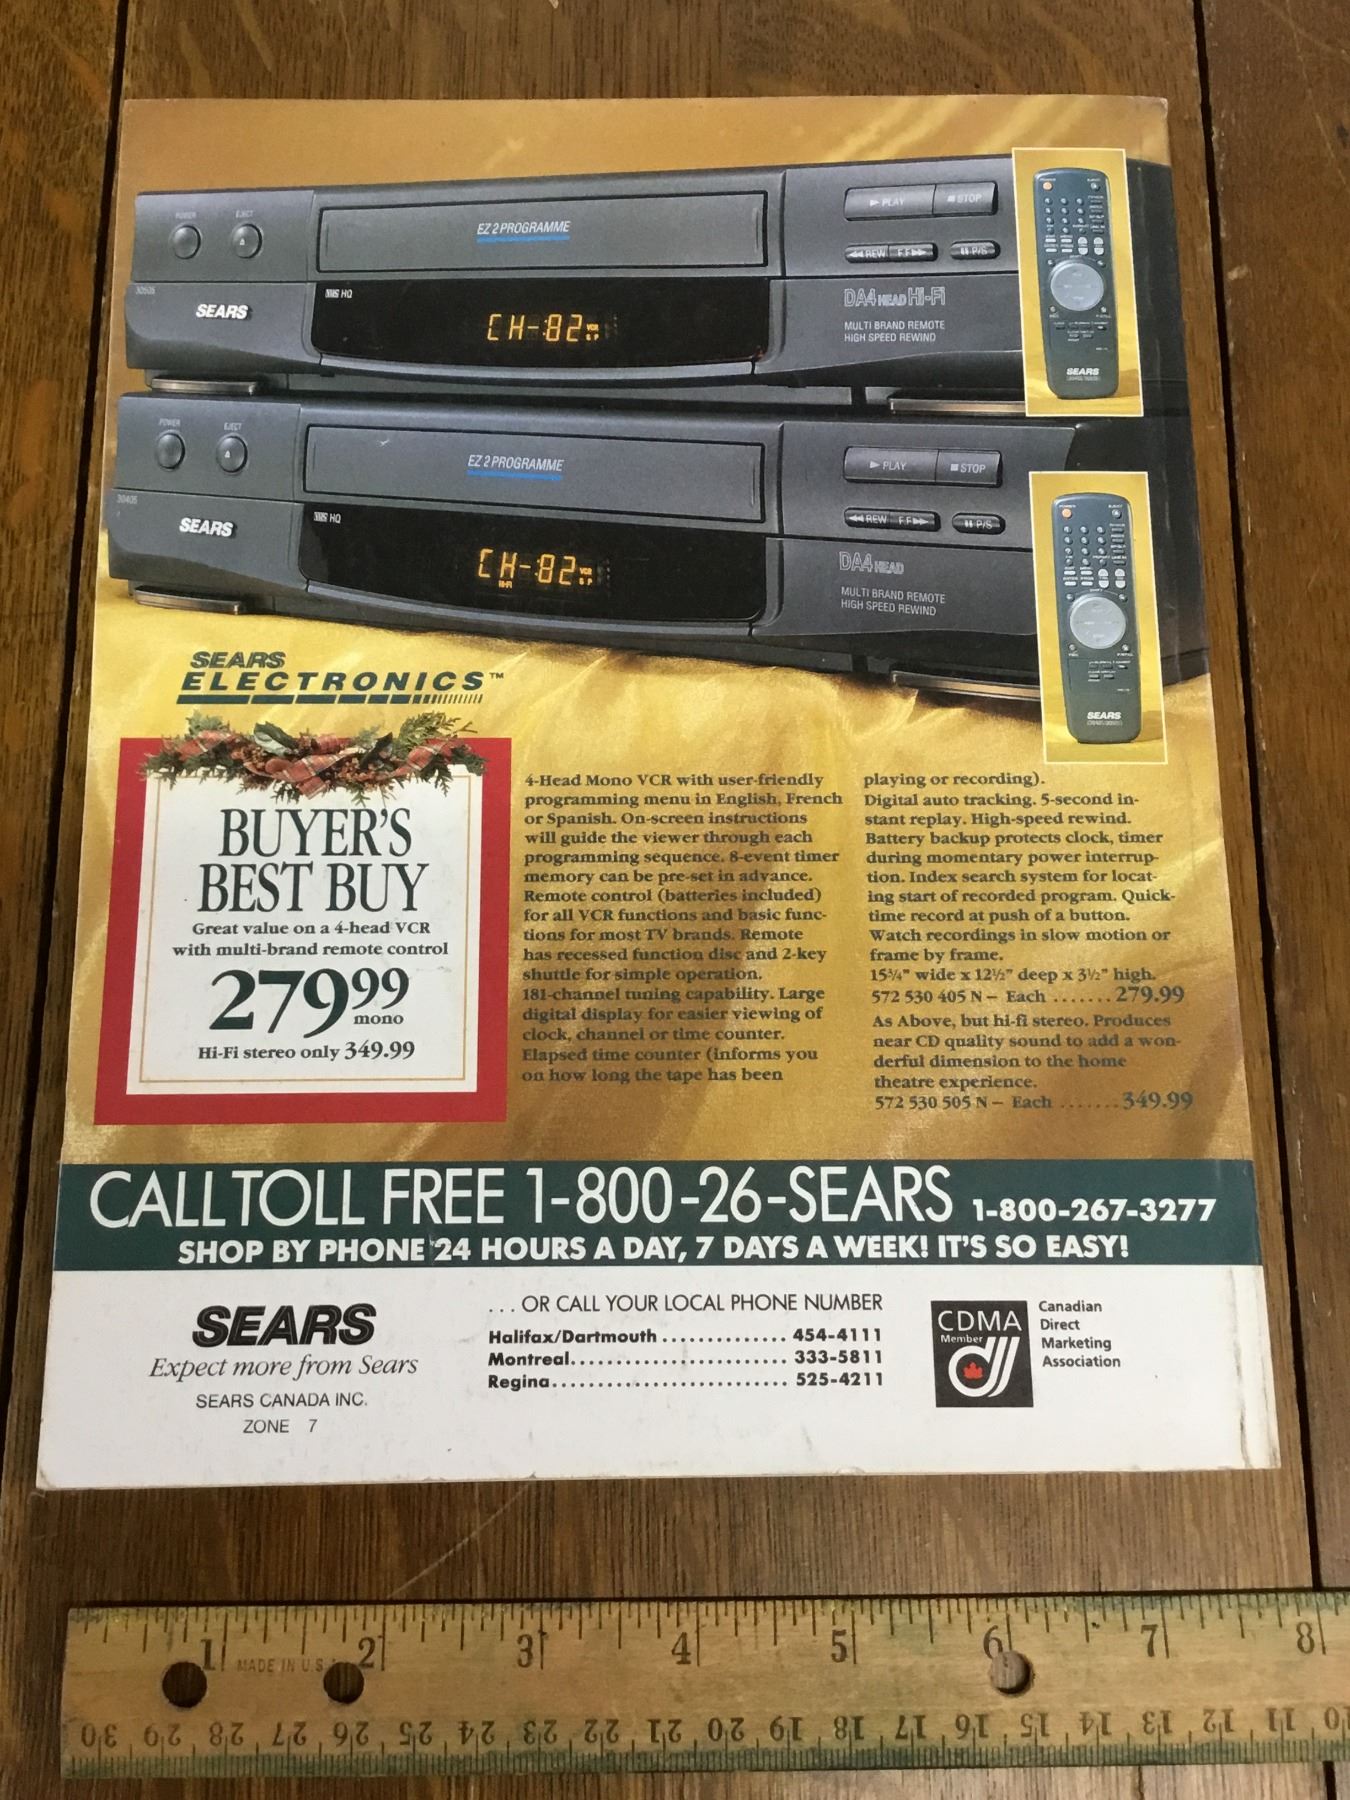 POWER EJECT
EZ 2 PROGRAMME
▶ PLAY ■ STOP
◀◀ REW F.F ▶▶ ❚❚ P/S
30505
SEARS
VHS HQ
CH-82 VCR
DA4 HEAD Hi-Fi
MULTI BRAND REMOTE
HIGH SPEED REWIND
SEARS
POWER EJECT
EZ 2 PROGRAMME
▶ PLAY ■ STOP
◀◀ REW F.F ▶▶ ❚❚ P/S
30405
SEARS
VHS HQ
CH-82 VCR
HI-FI
DA4 HEAD
MULTI BRAND REMOTE
HIGH SPEED REWIND
SEARS
SEARS
ELECTRONICS™
BUYER'S
BEST BUY
Great value on a 4-head VCR
with multi-brand remote control
279.99
mono
Hi-Fi stereo only 349.99
4-Head Mono VCR with user-friendly
programming menu in English, French
or Spanish. On-screen instructions
will guide the viewer through each
programming sequence. 8-event timer
memory can be pre-set in advance.
Remote control (batteries included)
for all VCR functions and basic func-
tions for most TV brands. Remote
has recessed function disc and 2-key
shuttle for simple operation.
181-channel tuning capability. Large
digital display for easier viewing of
clock, channel or time counter.
Elapsed time counter (informs you
on how long the tape has been
playing or recording).
Digital auto tracking. 5-second in-
stant replay. High-speed rewind.
Battery backup protects clock, timer
during momentary power interrup-
tion. Index search system for locat-
ing start of recorded program. Quick-
time record at push of a button.
Watch recordings in slow motion or
frame by frame.
15¾" wide x 12½" deep x 3½" high.
572 530 405 N – Each ....... 279.99
As Above, but hi-fi stereo. Produces
near CD quality sound to add a won-
derful dimension to the home
theatre experience.
572 530 505 N – Each ....... 349.99
CALL TOLL FREE 1-800-26-SEARS 1-800-267-3277
SHOP BY PHONE 24 HOURS A DAY, 7 DAYS A WEEK! IT'S SO EASY!
SEARS
Expect more from Sears
SEARS CANADA INC.
ZONE 7
... OR CALL YOUR LOCAL PHONE NUMBER
Halifax/Dartmouth .............. 454-4111
Montreal........................ 333-5811
Regina.......................... 525-4211
CDMA
Member
Canadian
Direct
Marketing
Association
1 2 3 4 5 6 7 8
MADE IN U.S.
30 29 28 27 26 25 24 23 22 21 20 19 18 17 16 15 14 13 12 11 10